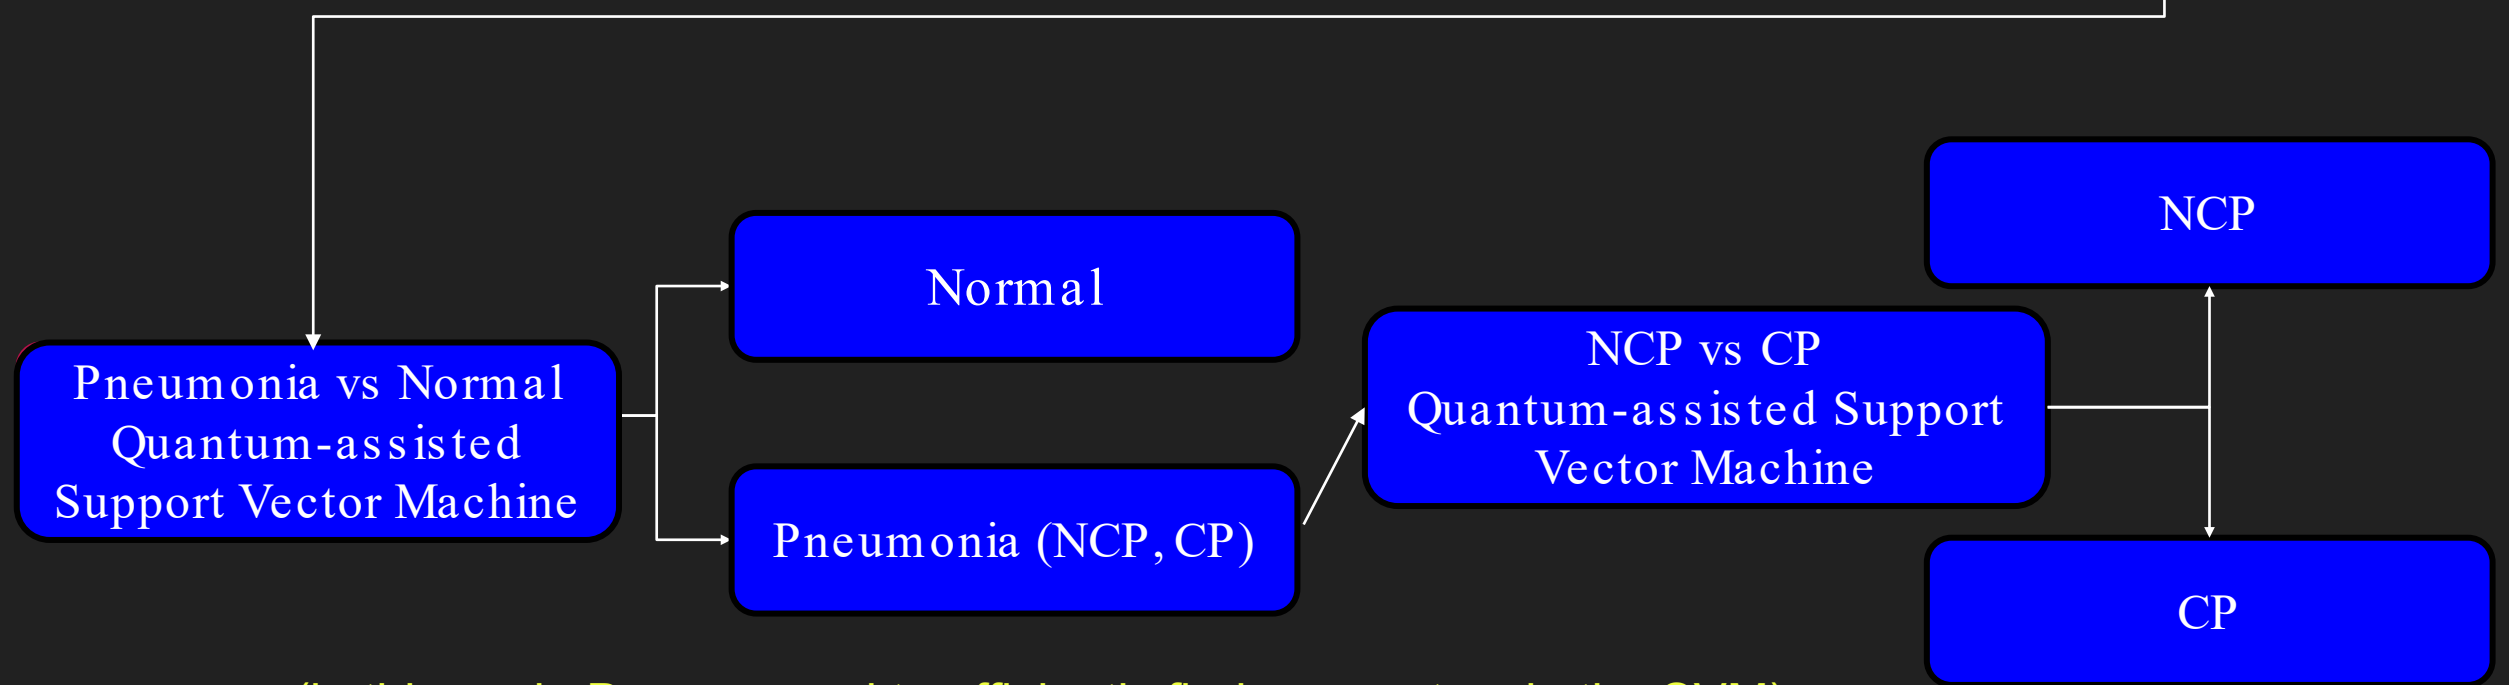 Pneumonia vs Normal
Quantum-assisted
Support Vector Machine
Normal
Pneumonia (NCP, CP)
NCP vs CP
Quantum-assisted Support
Vector Machine
NCP
CP